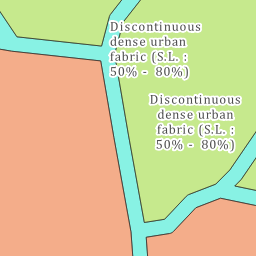 Discontinuous
dense urban
fabric (S.L. :
50% -  80%)
Discontinuous
dense urban
fabric (S.L. :
50% -  80%)